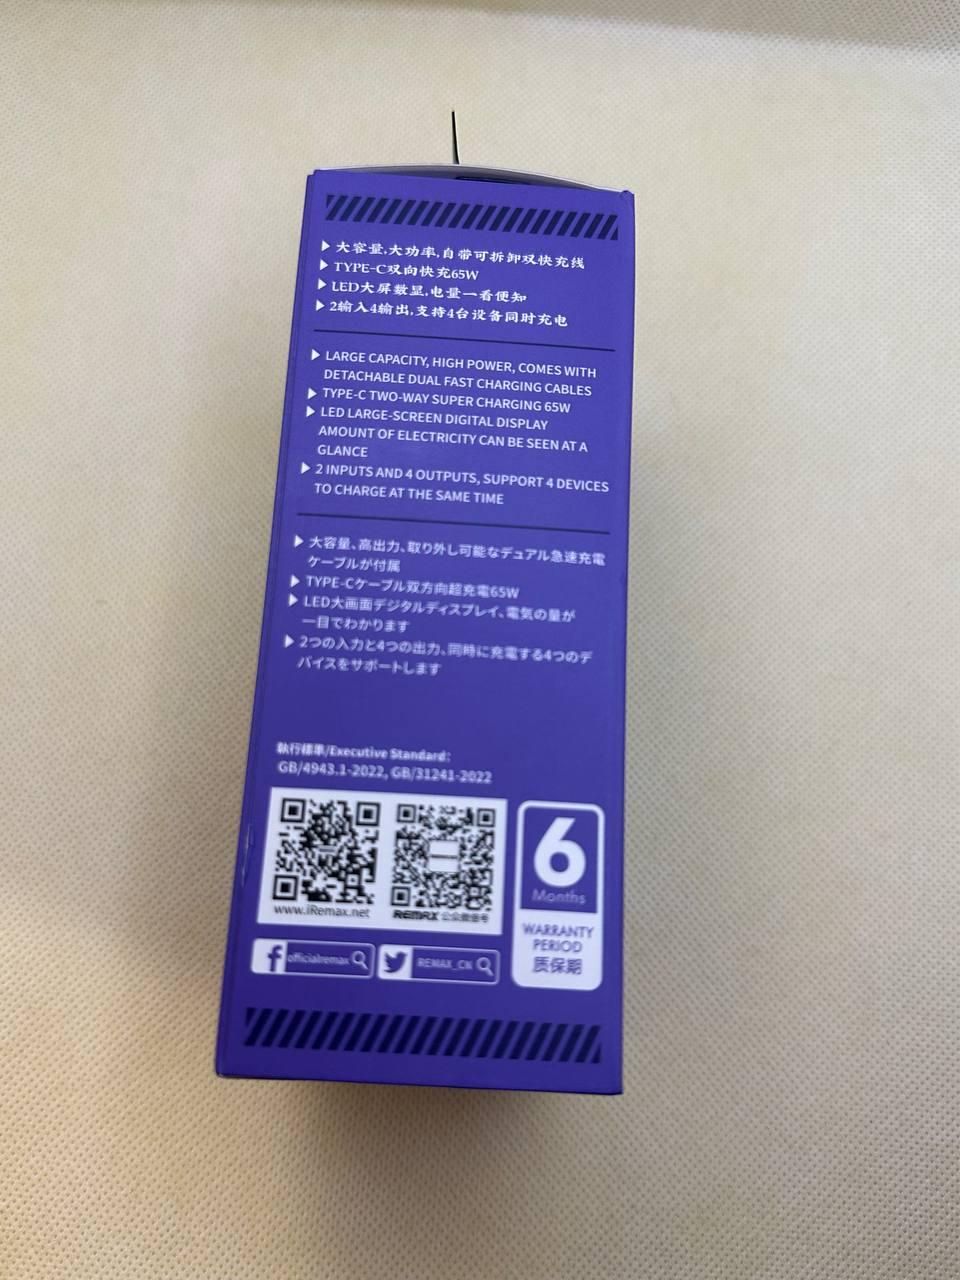 大容量,大功率,自带可拆卸双快充线
TYPE-C双向快充65W
LED大屏数显,电量一看便知
2输入4输出,支持4台设备同时充电
LARGE CAPACITY, HIGH POWER, COMES WITH
DETACHABLE DUAL FAST CHARGING CABLES
TYPE-C TWO-WAY SUPER CHARGING 65W
LED LARGE-SCREEN DIGITAL DISPLAY
AMOUNT OF ELECTRICITY CAN BE SEEN AT A
GLANCE
2 INPUTS AND 4 OUTPUTS, SUPPORT 4 DEVICES
TO CHARGE AT THE SAME TIME
大容量、高出力、取り外し可能なデュアル急速充電
ケーブルが付属
TYPE-Cケーブル双方向超充電65W
LED大画面デジタルディスプレイ、電気の量が
一目でわかります
2つの入力と4つの出力、同時に充電する4つのデ
バイスをサポートします
執行標準/Executive Standard:
GB/4943.1-2022, GB/31241-2022
www.iRemax.net
REMAX 公众微信号
6
Months
WARRANTY
PERIOD
质保期
officialremax
REMAX_CN